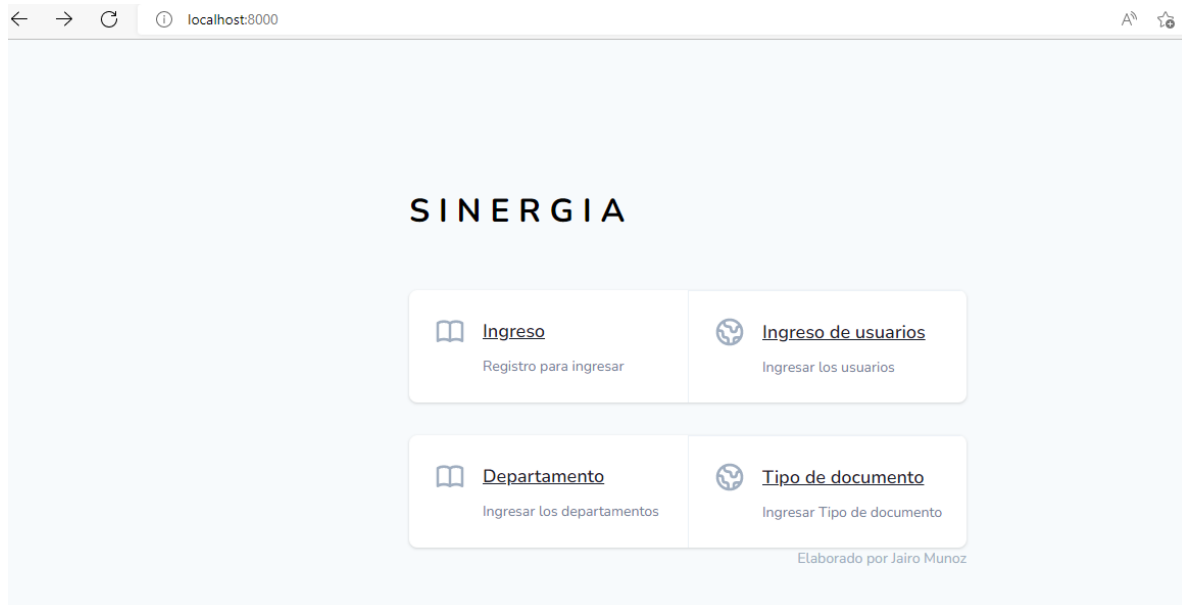 localhost:8000
SINERGIA
Ingreso
Registro para ingresar
Ingreso de usuarios
Ingresar los usuarios
Departamento
Ingresar los departamentos
Tipo de documento
Ingresar Tipo de documento
Elaborado por Jairo Munoz